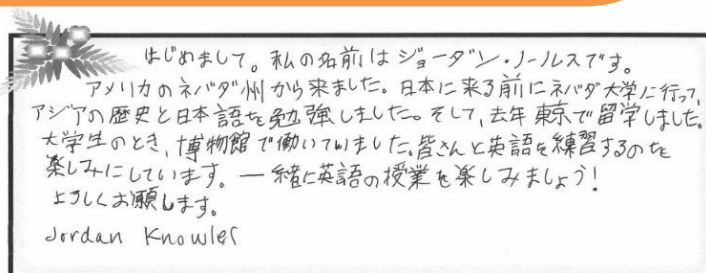 はじめまして。私の名前はジョーダン・ノールスです。
アメリカのネバダ州から来ました。日本に来る前にネバダ大学に行って、
アジアの歴史と日本語を勉強しました。そして、去年東京で留学しました。
大学生のとき、博物館で働いていました。皆さんと英語を練習するのを
楽しみにしています。一緒に英語の授業を楽しみましょう！
よろしくお願します。
Jordan Knowles